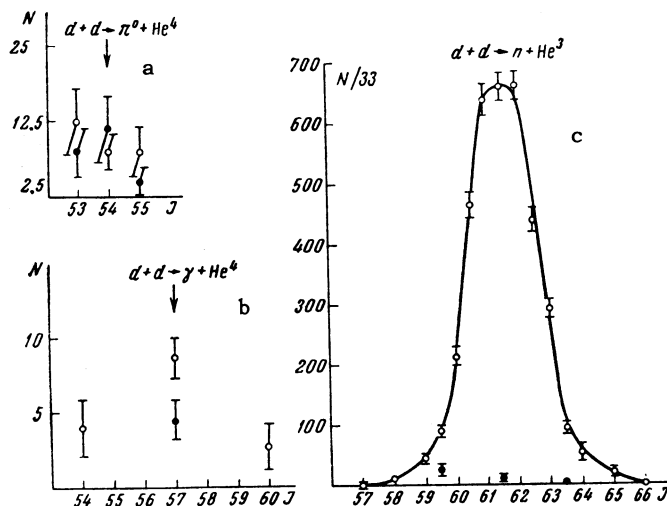 N
d + d → π⁰ + He⁴
25
a
12,5
2,5
53 54 55 J
N
d + d → γ + He⁴
b
10
5
54 55 56 57 58 59 60 J
d + d → n + He³
700
N/33
c
600
500
400
300
200
100
57 58 59 60 61 62 63 64 65 66 J